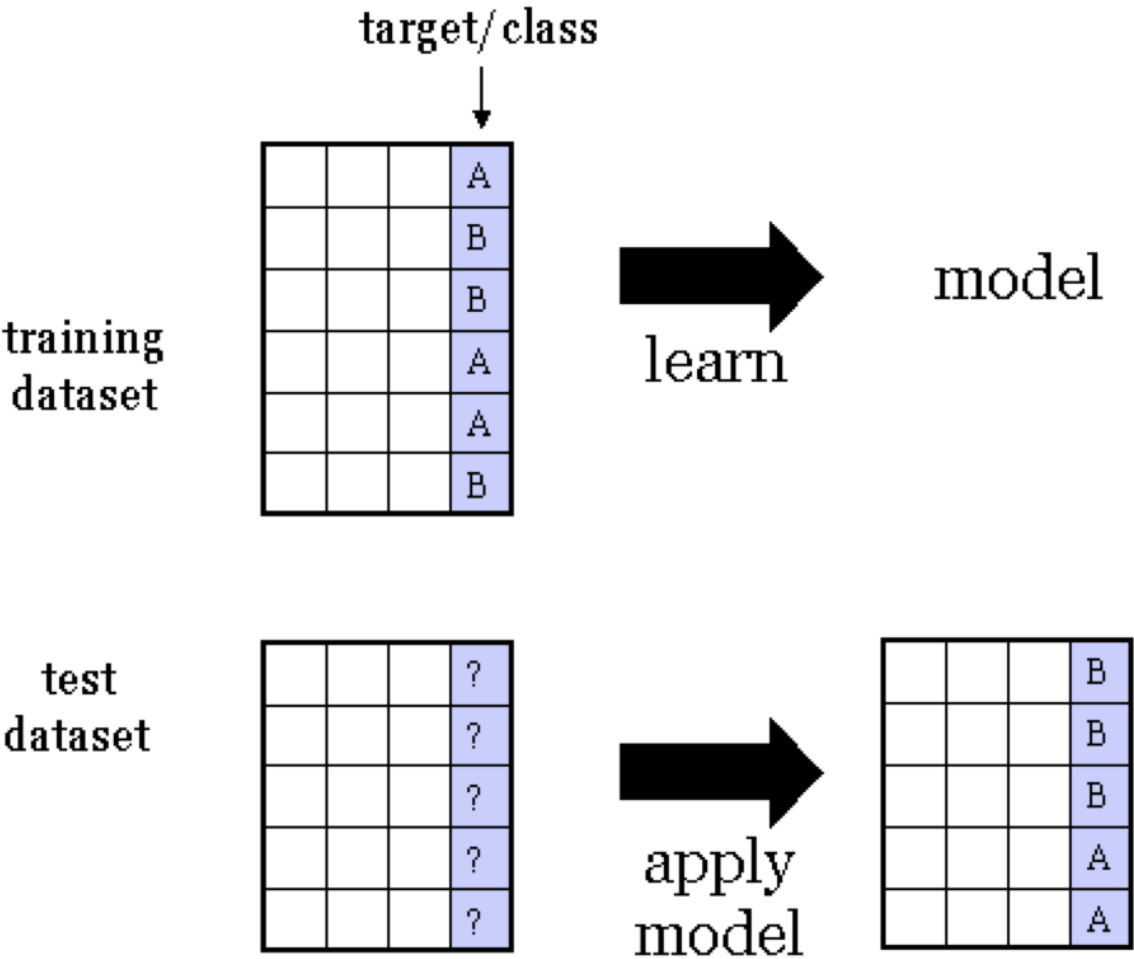 target/class
A
B
B
A
A
B
training
dataset
learn
model
test
dataset
?
?
?
?
?
apply
model
B
B
B
A
A